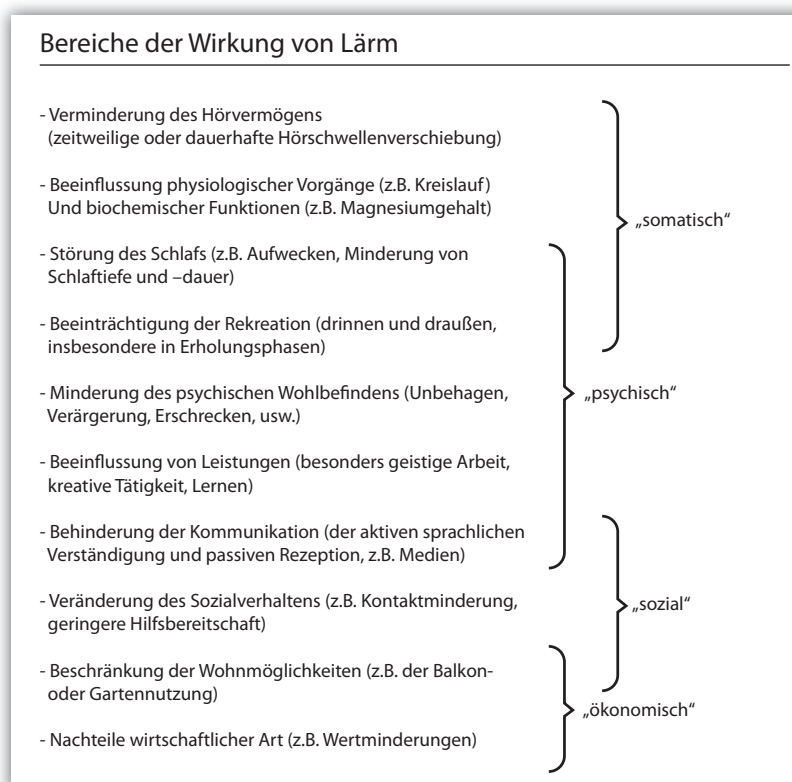 Bereiche der Wirkung von Lärm
- Verminderung des Hörvermögens
(zeitweilige oder dauerhafte Hörschwellenverschiebung)
- Beeinflussung physiologischer Vorgänge (z.B. Kreislauf)
Und biochemischer Funktionen (z.B. Magnesiumgehalt)
„somatisch“
- Störung des Schlafs (z.B. Aufwecken, Minderung von
Schlaftiefe und –dauer)
- Beeinträchtigung der Rekreation (drinnen und draußen,
insbesondere in Erholungsphasen)
- Minderung des psychischen Wohlbefindens (Unbehagen,
Verärgerung, Erschrecken, usw.)
„psychisch“
- Beeinflussung von Leistungen (besonders geistige Arbeit,
kreative Tätigkeit, Lernen)
- Behinderung der Kommunikation (der aktiven sprachlichen
Verständigung und passiven Rezeption, z.B. Medien)
- Veränderung des Sozialverhaltens (z.B. Kontaktminderung,
geringere Hilfsbereitschaft)
„sozial“
- Beschränkung der Wohnmöglichkeiten (z.B. der Balkon-
oder Gartennutzung)
„ökonomisch“
- Nachteile wirtschaftlicher Art (z.B. Wertminderungen)